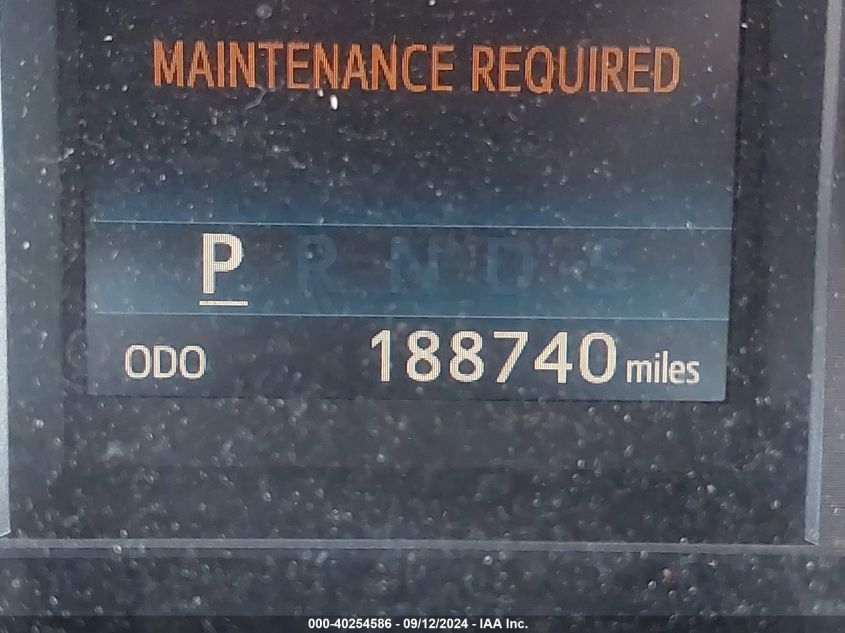 MAINTENANCE REQUIRED
P R N D S
ODO 188740 miles
000-40254586 - 09/12/2024 - IAA Inc.